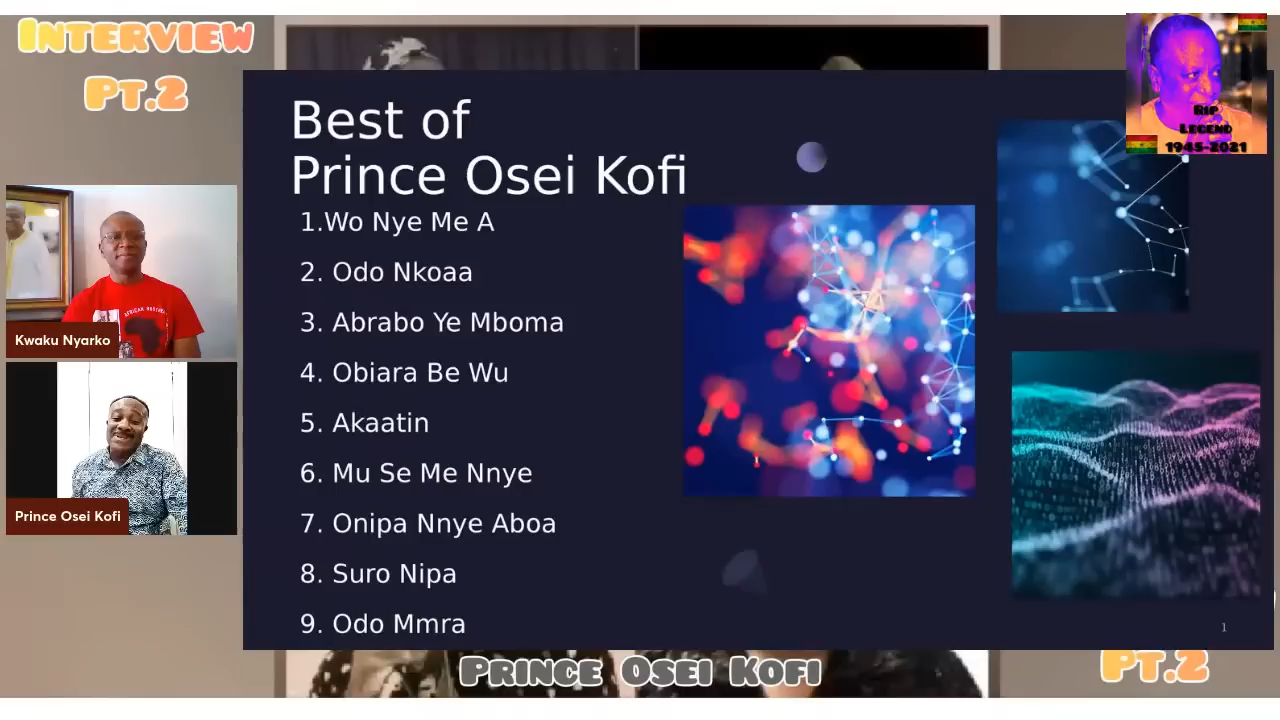 Interview
Pt.2
Rip
Legend
1945-2021
Best of
Prince Osei Kofi
1.Wo Nye Me A
2. Odo Nkoaa
3. Abrabo Ye Mboma
4. Obiara Be Wu
5. Akaatin
6. Mu Se Me Nnye
7. Onipa Nnye Aboa
8. Suro Nipa
9. Odo Mmra
1
Kwaku Nyarko
Prince Osei Kofi
Prince Osei Kofi
Pt.2